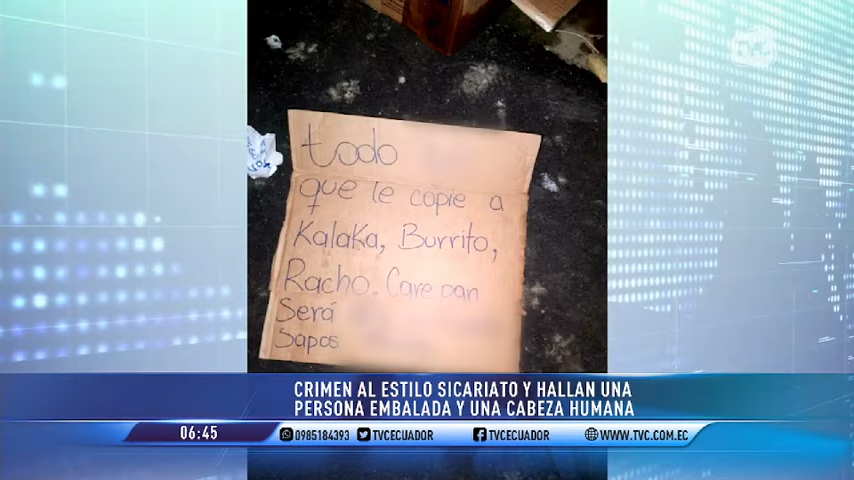 TVC
todo
que le copie a
Kalaka, Burrito,
Racho. Care pan
Será
Sapos
CRIMEN AL ESTILO SICARIATO Y HALLAN UNA
PERSONA EMBALADA Y UNA CABEZA HUMANA
06:45
0985184393 TVCECUADOR TVCECUADOR WWW.TVC.COM.EC